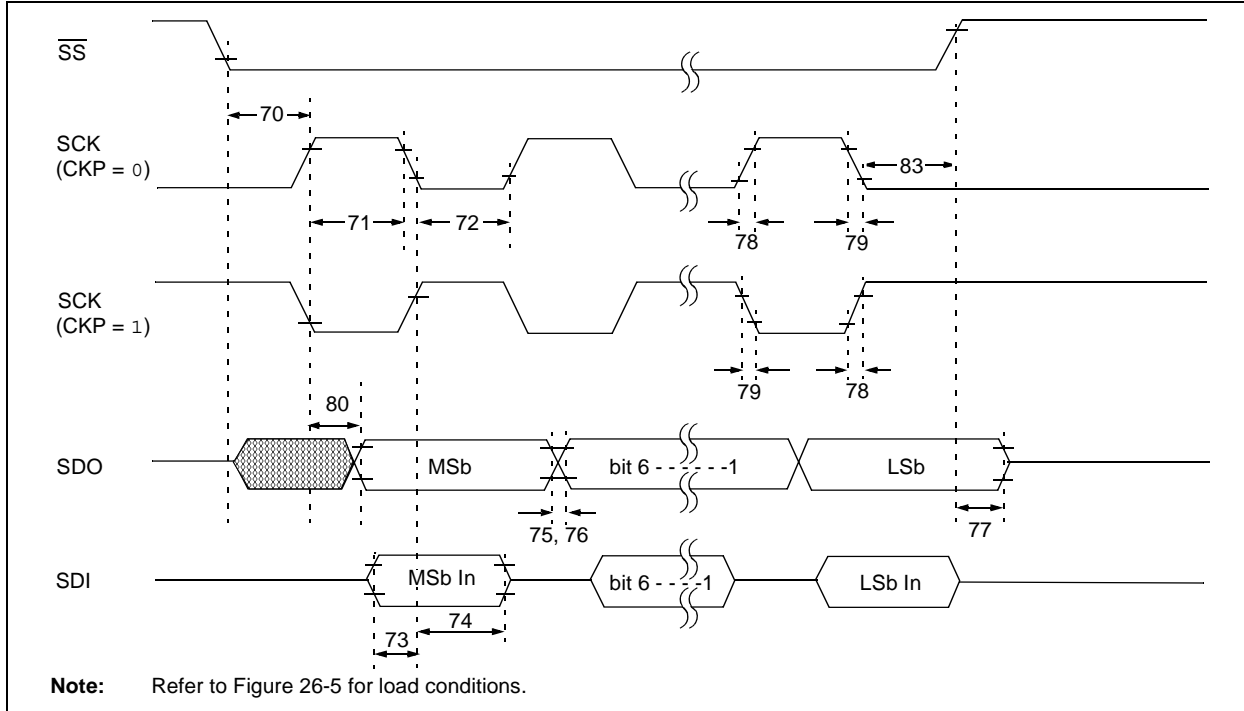 SS
70
SCK
(CKP = 0)
83
71
72
78
79
SCK
(CKP = 1)
79
78
80
SDO
MSb
bit 6 - - - - - -1
LSb
75, 76
77
SDI
MSb In
bit 6 - - - -1
LSb In
73
74
Note: Refer to Figure 26-5 for load conditions.